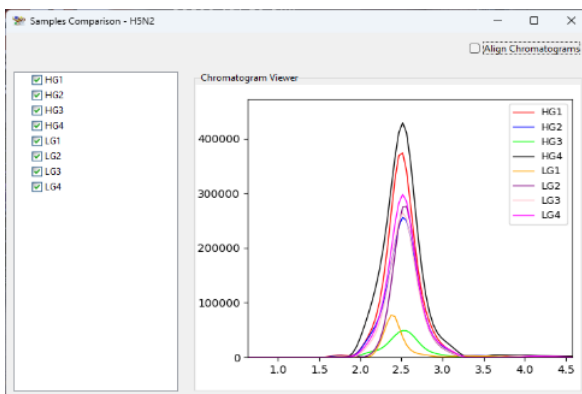 Samples Comparison - H5N2
Align Chromatograms
HG1
HG2
HG3
HG4
LG1
LG2
LG3
LG4
Chromatogram Viewer
400000
300000
200000
100000
0
1.0 1.5 2.0 2.5 3.0 3.5 4.0 4.5
HG1
HG2
HG3
HG4
LG1
LG2
LG3
LG4